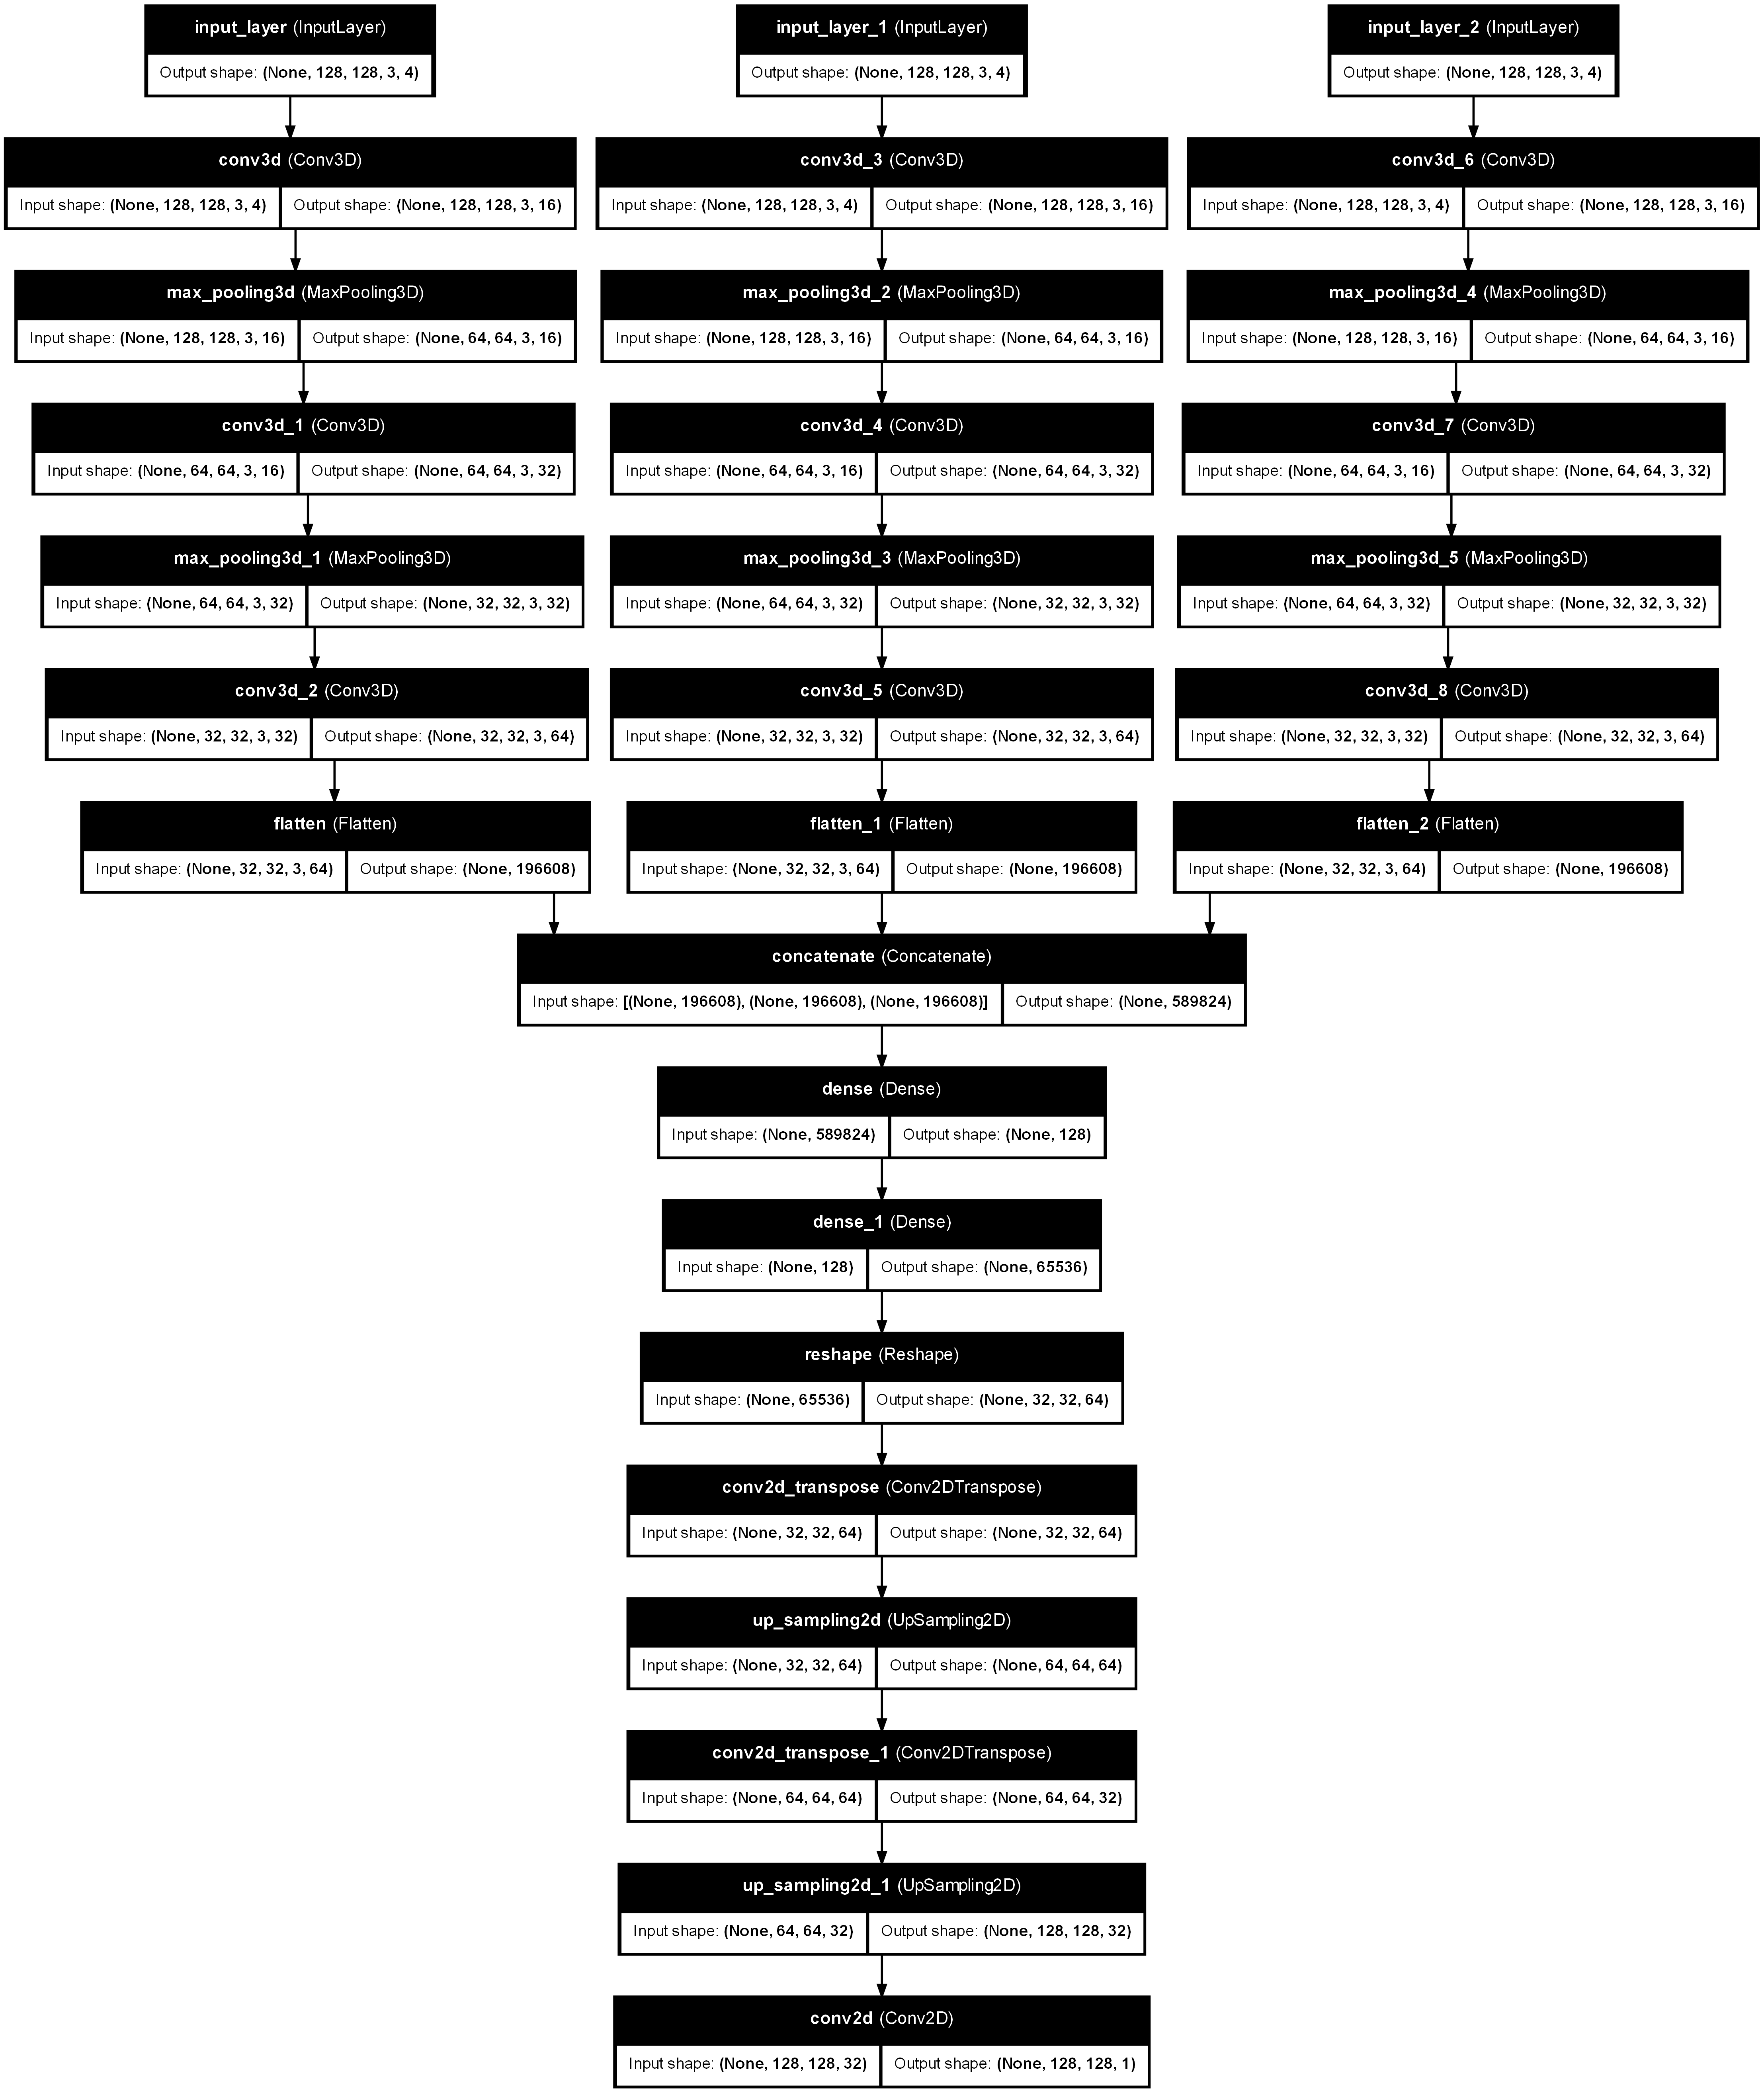 input_layer (InputLayer) input_layer_1 (InputLayer) input_layer_2 (InputLayer)
Output shape: (None, 128, 128, 3, 4) Output shape: (None, 128, 128, 3, 4) Output shape: (None, 128, 128, 3, 4)
conv3d (Conv3D) conv3d_3 (Conv3D) conv3d_6 (Conv3D)
Input shape: (None, 128, 128, 3, 4) Output shape: (None, 128, 128, 3, 16) Input shape: (None, 128, 128, 3, 4) Output shape: (None, 128, 128, 3, 16) Input shape: (None, 128, 128, 3, 4) Output shape: (None, 128, 128, 3, 16)
max_pooling3d (MaxPooling3D) max_pooling3d_2 (MaxPooling3D) max_pooling3d_4 (MaxPooling3D)
Input shape: (None, 128, 128, 3, 16) Output shape: (None, 64, 64, 3, 16) Input shape: (None, 128, 128, 3, 16) Output shape: (None, 64, 64, 3, 16) Input shape: (None, 128, 128, 3, 16) Output shape: (None, 64, 64, 3, 16)
conv3d_1 (Conv3D) conv3d_4 (Conv3D) conv3d_7 (Conv3D)
Input shape: (None, 64, 64, 3, 16) Output shape: (None, 64, 64, 3, 32) Input shape: (None, 64, 64, 3, 16) Output shape: (None, 64, 64, 3, 32) Input shape: (None, 64, 64, 3, 16) Output shape: (None, 64, 64, 3, 32)
max_pooling3d_1 (MaxPooling3D) max_pooling3d_3 (MaxPooling3D) max_pooling3d_5 (MaxPooling3D)
Input shape: (None, 64, 64, 3, 32) Output shape: (None, 32, 32, 3, 32) Input shape: (None, 64, 64, 3, 32) Output shape: (None, 32, 32, 3, 32) Input shape: (None, 64, 64, 3, 32) Output shape: (None, 32, 32, 3, 32)
conv3d_2 (Conv3D) conv3d_5 (Conv3D) conv3d_8 (Conv3D)
Input shape: (None, 32, 32, 3, 32) Output shape: (None, 32, 32, 3, 64) Input shape: (None, 32, 32, 3, 32) Output shape: (None, 32, 32, 3, 64) Input shape: (None, 32, 32, 3, 32) Output shape: (None, 32, 32, 3, 64)
flatten (Flatten) flatten_1 (Flatten) flatten_2 (Flatten)
Input shape: (None, 32, 32, 3, 64) Output shape: (None, 196608) Input shape: (None, 32, 32, 3, 64) Output shape: (None, 196608) Input shape: (None, 32, 32, 3, 64) Output shape: (None, 196608)
concatenate (Concatenate)
Input shape: [(None, 196608), (None, 196608), (None, 196608)] Output shape: (None, 589824)
dense (Dense)
Input shape: (None, 589824) Output shape: (None, 128)
dense_1 (Dense)
Input shape: (None, 128) Output shape: (None, 65536)
reshape (Reshape)
Input shape: (None, 65536) Output shape: (None, 32, 32, 64)
conv2d_transpose (Conv2DTranspose)
Input shape: (None, 32, 32, 64) Output shape: (None, 32, 32, 64)
up_sampling2d (UpSampling2D)
Input shape: (None, 32, 32, 64) Output shape: (None, 64, 64, 64)
conv2d_transpose_1 (Conv2DTranspose)
Input shape: (None, 64, 64, 64) Output shape: (None, 64, 64, 32)
up_sampling2d_1 (UpSampling2D)
Input shape: (None, 64, 64, 32) Output shape: (None, 128, 128, 32)
conv2d (Conv2D)
Input shape: (None, 128, 128, 32) Output shape: (None, 128, 128, 1)